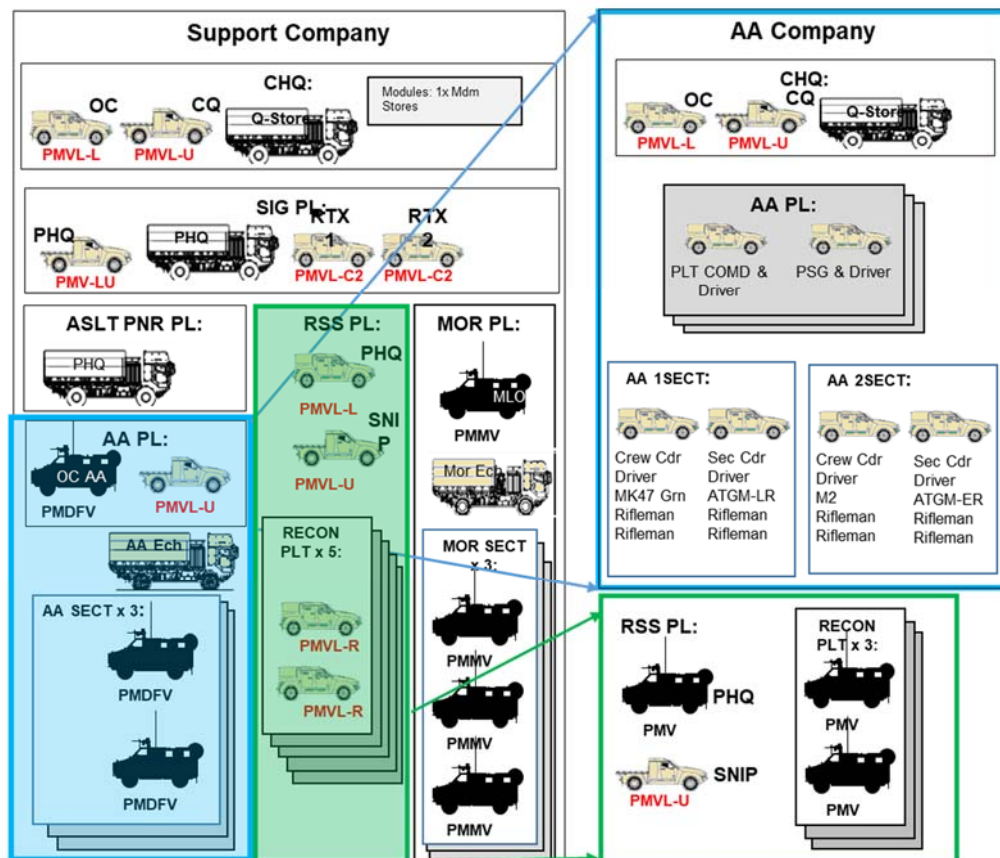 Support Company
CHQ:
OC
CQ
Q-Store
PMVL-L
PMVL-U
Modules: 1x Mdm
Stores
SIG PL:
PHQ
PHQ
RTX
1
RTX
2
PMV-LU
PMVL-C2
PMVL-C2
ASLT PNR PL:
PHQ
RSS PL:
PHQ
PMVL-L
SNI
P
PMVL-U
RECON
PLT x 5:
PMVL-R
PMVL-R
MOR PL:
MLO
PMMV
Mor Ech
MOR SECT
x 3:
PMMV
PMMV
PMMV
AA PL:
OC AA
PMDFV
PMVL-U
AA Ech
AA SECT x 3:
PMDFV
PMDFV
AA Company
CHQ:
OC
CQ
Q-Store
PMVL-L
PMVL-U
AA PL:
PLT COMD &
Driver
PSG & Driver
AA 1SECT:
Crew Cdr
Driver
MK47 Grn
Rifleman
Rifleman
Sec Cdr
Driver
ATGM-LR
Rifleman
Rifleman
AA 2SECT:
Crew Cdr
Driver
M2
Rifleman
Rifleman
Sec Cdr
Driver
ATGM-ER
Rifleman
Rifleman
RSS PL:
PHQ
PMV
SNIP
PMVL-U
RECON
PLT x 3:
PMV
PMV